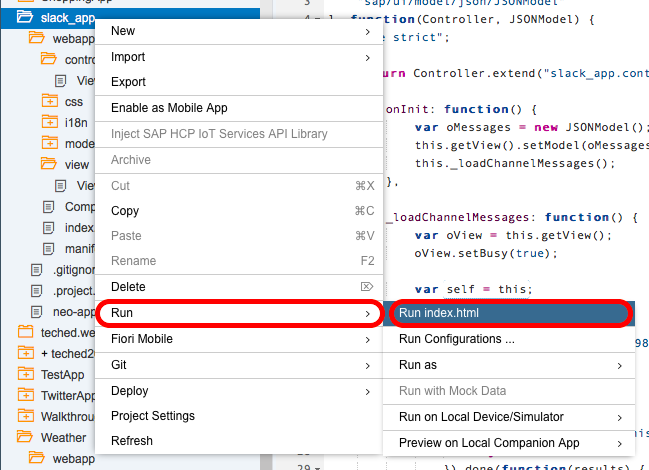 ShoppingApp
3
"sap/ui/model/json/JSONModel"
slack_app
4
function(Controller, JSONModel) {
webapp
New
e strict";
contro
Import
View
Export
urn Controller.extend("slack_app.cont
css
Enable as Mobile App
onInit: function() {
i18n
Inject SAP HCP IoT Services API Library
var oMessages = new JSONModel();
mode
Archive
this.getView().setModel(oMessages
view
this._loadChannelMessages();
View
Cut ⌘X
},
Comp
Copy ⌘C
_loadChannelMessages: function() {
index
Paste ⌘V
var oView = this.getView();
manife
Rename F2
oView.setBusy(true);
.gitignor
Delete ⌦
var self = this;
.project.
neo-app
Run
Run index.html
teched.we
Fiori Mobile
Run Configurations ...
98
+ teched2
Git
Run as
TestApp
Deploy
Run with Mock Data
TwitterApp
Project Settings
Run on Local Device/Simulator
his
Walkthrou
Refresh
Preview on Local Companion App
Weather
webapp
29
}).done(function(results) {